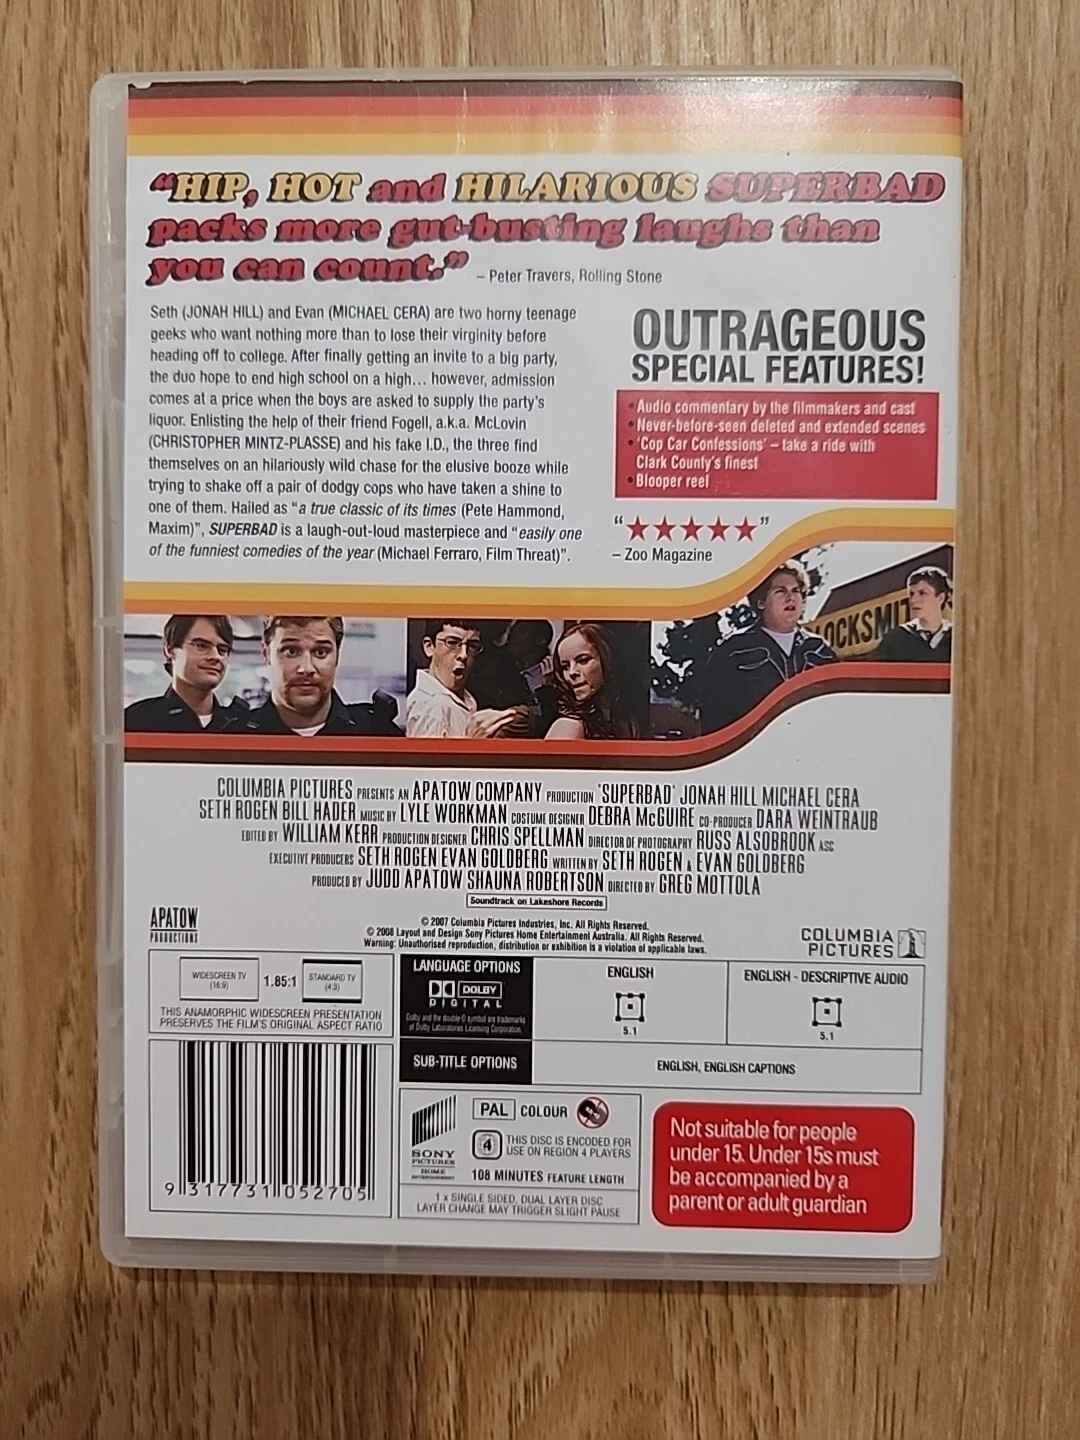 “HIP, HOT and HILARIOUS SUPERBAD
packs more gut-busting laughs than
you can count.” – Peter Travers, Rolling Stone
Seth (JONAH HILL) and Evan (MICHAEL CERA) are two horny teenage
geeks who want nothing more than to lose their virginity before
heading off to college. After finally getting an invite to a big party,
the duo hope to end high school on a high... however, admission
comes at a price when the boys are asked to supply the party's
liquor. Enlisting the help of their friend Fogell, a.k.a. McLovin
(CHRISTOPHER MINTZ-PLASSE) and his fake I.D., the three find
themselves on an hilariously wild chase for the elusive booze while
trying to shake off a pair of dodgy cops who have taken a shine to
one of them. Hailed as “a true classic of its times (Pete Hammond,
Maxim)”, SUPERBAD is a laugh-out-loud masterpiece and “easily one
of the funniest comedies of the year (Michael Ferraro, Film Threat)”.
OUTRAGEOUS
SPECIAL FEATURES!
• Audio commentary by the filmmakers and cast
• Never-before-seen deleted and extended scenes
• 'Cop Car Confessions' – take a ride with
Clark County's finest
• Blooper reel
“★★★★★”
– Zoo Magazine
LOCKSMIT
COLUMBIA PICTURES PRESENTS AN APATOW COMPANY PRODUCTION 'SUPERBAD' JONAH HILL MICHAEL CERA
SETH ROGEN BILL HADER MUSIC BY LYLE WORKMAN COSTUME DESIGNER DEBRA McGUIRE CO-PRODUCER DARA WEINTRAUB
EDITED BY WILLIAM KERR PRODUCTION DESIGNER CHRIS SPELLMAN DIRECTOR OF PHOTOGRAPHY RUSS ALSOBROOK ASC
EXECUTIVE PRODUCERS SETH ROGEN EVAN GOLDBERG WRITTEN BY SETH ROGEN & EVAN GOLDBERG
PRODUCED BY JUDD APATOW SHAUNA ROBERTSON DIRECTED BY GREG MOTTOLA
Soundtrack on Lakeshore Records
APATOW
PRODUCTIONS
© 2007 Columbia Pictures Industries, Inc. All Rights Reserved.
© 2008 Layout and Design Sony Pictures Home Entertainment Australia. All Rights Reserved.
Warning: Unauthorised reproduction, distribution or exhibition is a violation of applicable laws.
COLUMBIA
PICTURES
WIDESCREEN TV
(16:9)
1.85:1
STANDARD TV
(4:3)
THIS ANAMORPHIC WIDESCREEN PRESENTATION
PRESERVES THE FILM'S ORIGINAL ASPECT RATIO
LANGUAGE OPTIONS
DOLBY
DIGITAL
Dolby and the double-D symbol are trademarks
of Dolby Laboratories Licensing Corporation.
ENGLISH
5.1
ENGLISH - DESCRIPTIVE AUDIO
5.1
SUB-TITLE OPTIONS
ENGLISH, ENGLISH CAPTIONS
9 317731 052705
SONY
PICTURES
HOME
ENTERTAINMENT
PAL COLOUR
4 THIS DISC IS ENCODED FOR
USE ON REGION 4 PLAYERS
108 MINUTES FEATURE LENGTH
1 x SINGLE SIDED, DUAL LAYER DISC
LAYER CHANGE MAY TRIGGER SLIGHT PAUSE
Not suitable for people
under 15. Under 15s must
be accompanied by a
parent or adult guardian